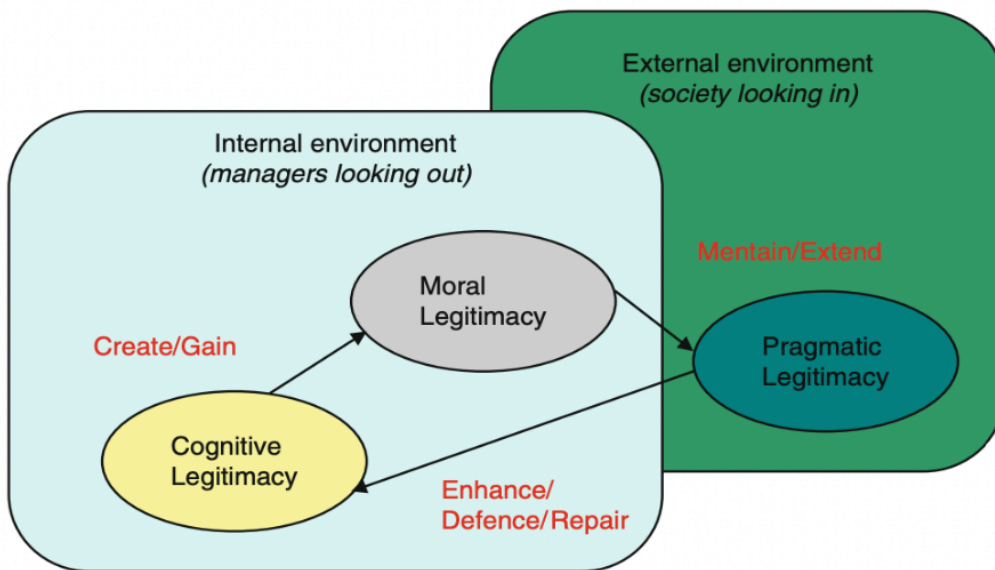 External environment
(society looking in)
Internal environment
(managers looking out)
Mentain/Extend
Moral
Legitimacy
Create/Gain
Pragmatic
Legitimacy
Cognitive
Legitimacy
Enhance/
Defence/Repair